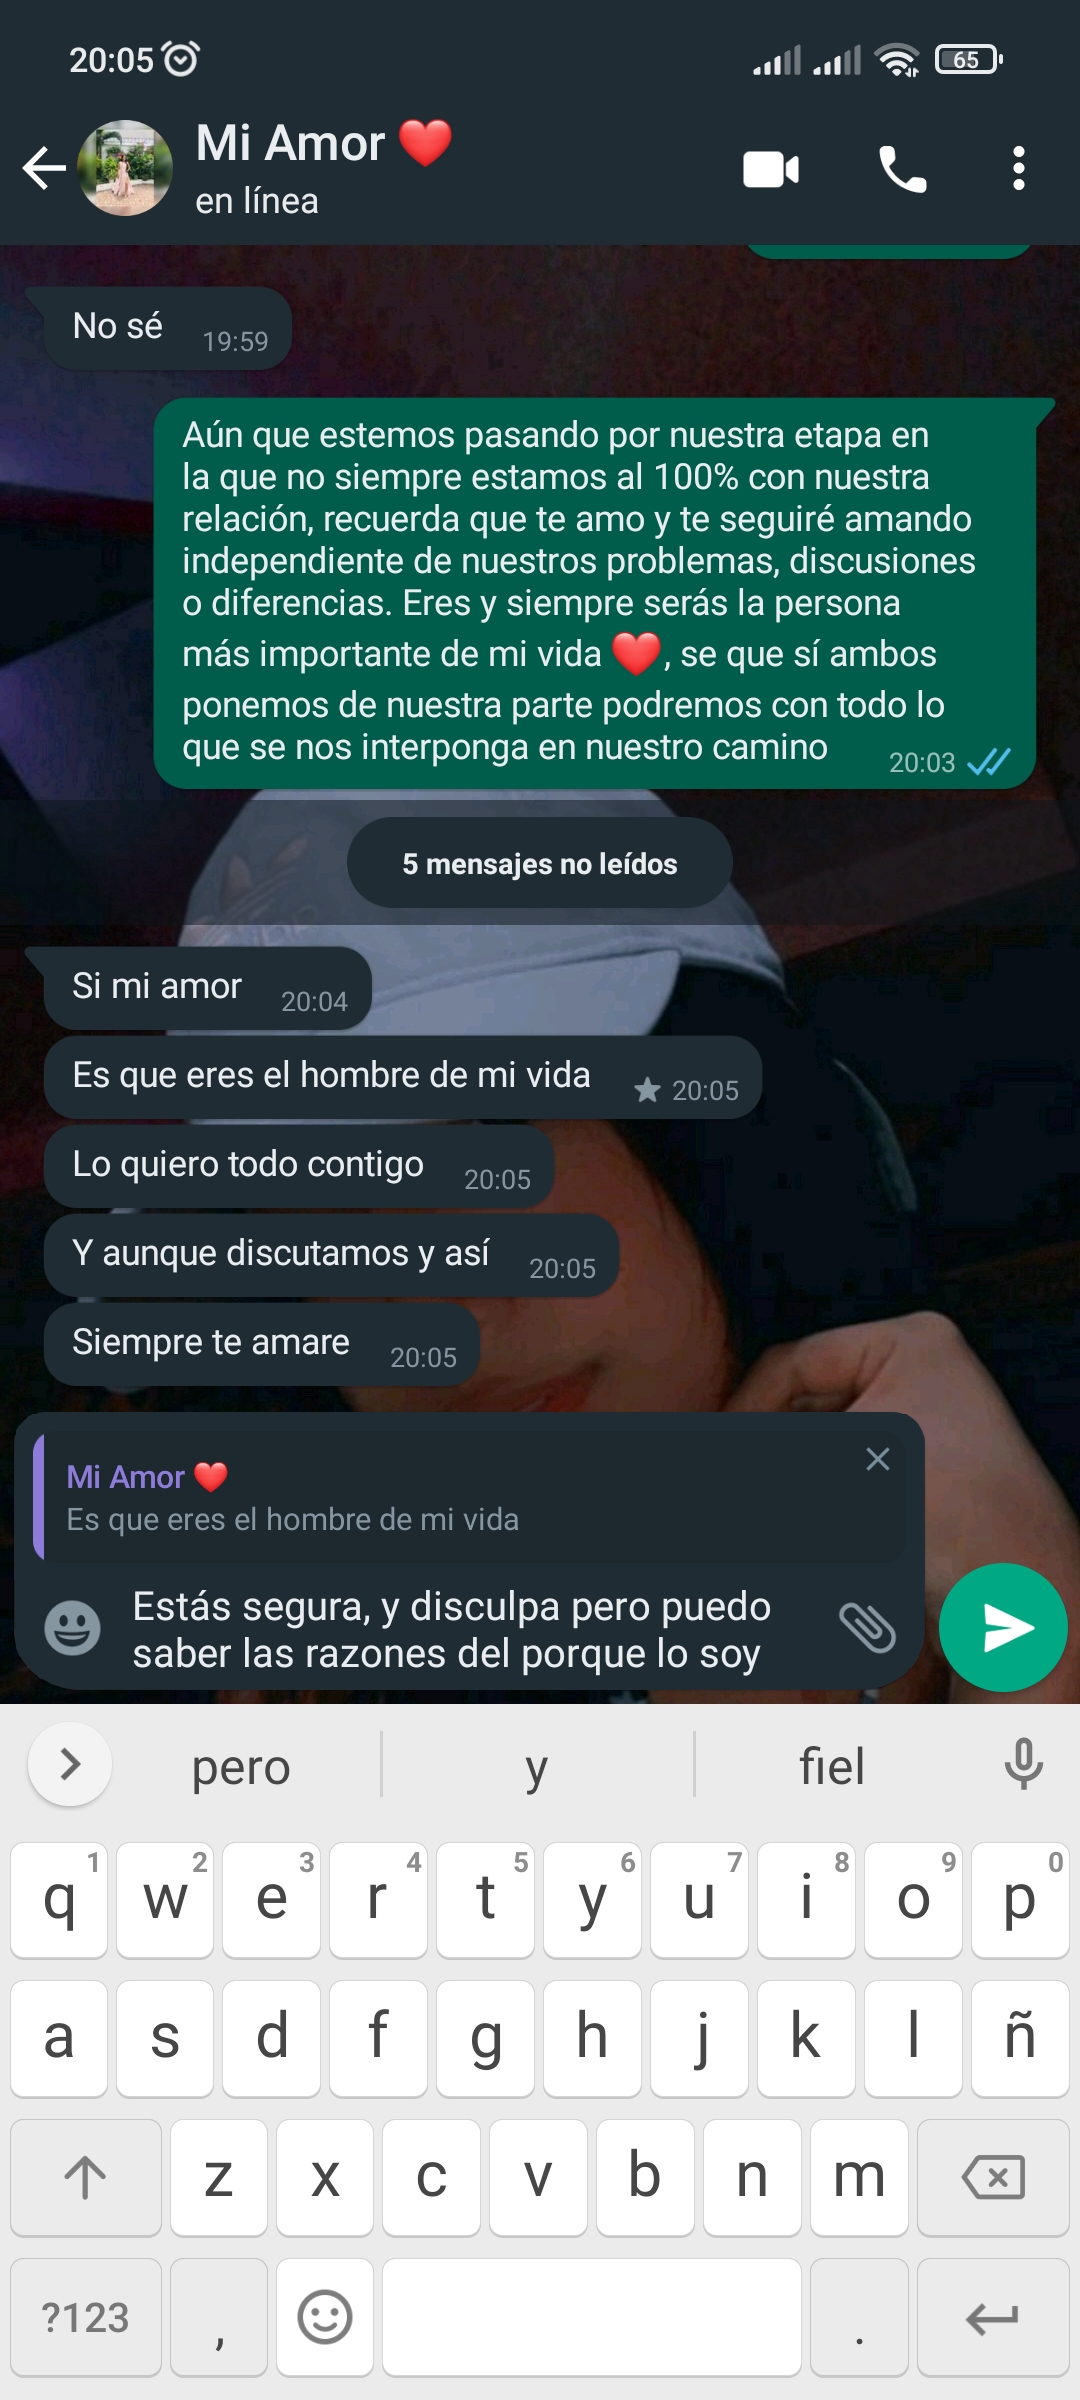 20:05
65
Mi Amor ❤️
en línea
No sé 19:59
Aún que estemos pasando por nuestra etapa en
la que no siempre estamos al 100% con nuestra
relación, recuerda que te amo y te seguiré amando
independiente de nuestros problemas, discusiones
o diferencias. Eres y siempre serás la persona
más importante de mi vida ❤️, se que sí ambos
ponemos de nuestra parte podremos con todo lo
que se nos interponga en nuestro camino 20:03
5 mensajes no leídos
Si mi amor 20:04
Es que eres el hombre de mi vida 20:05
Lo quiero todo contigo 20:05
Y aunque discutamos y así 20:05
Siempre te amare 20:05
Mi Amor ❤️
Es que eres el hombre de mi vida
Estás segura, y disculpa pero puedo
saber las razones del porque lo soy
pero y fiel
1 2 3 4 5 6 7 8 9 0
q w e r t y u i o p
a s d f g h j k l ñ
z x c v b n m
?123 , .